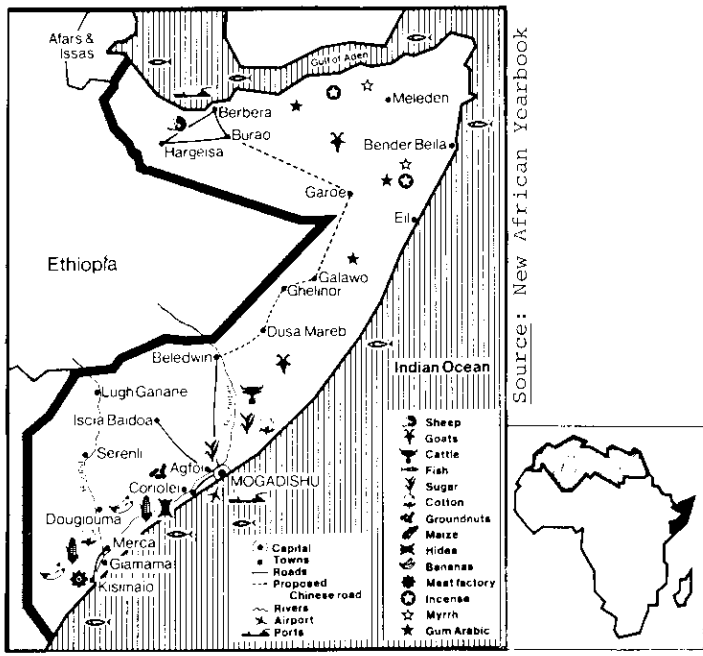 Afars &
Issas
Gulf of Aden
Berbera
Meleden
Burao
Hargeisa
Bender Beila
Garoe
Eil
Ethiopia
Galawo
Ghelinor
Dusa Mareb
Beledwin
Indian Ocean
Lugh Ganane
Iscia Baidoa
Serenli
Agfoi
MOGADISHU
Coriolei
Dougiouma
Merca
Giamama
Kisimaio
Capital
Towns
Roads
Proposed
Chinese road
Rivers
Airport
Ports
Sheep
Goats
Cattle
Fish
Sugar
Cotton
Groundnuts
Maize
Hides
Bananas
Meat factory
Incense
Myrrh
Gum Arabic
Source: New African Yearbook